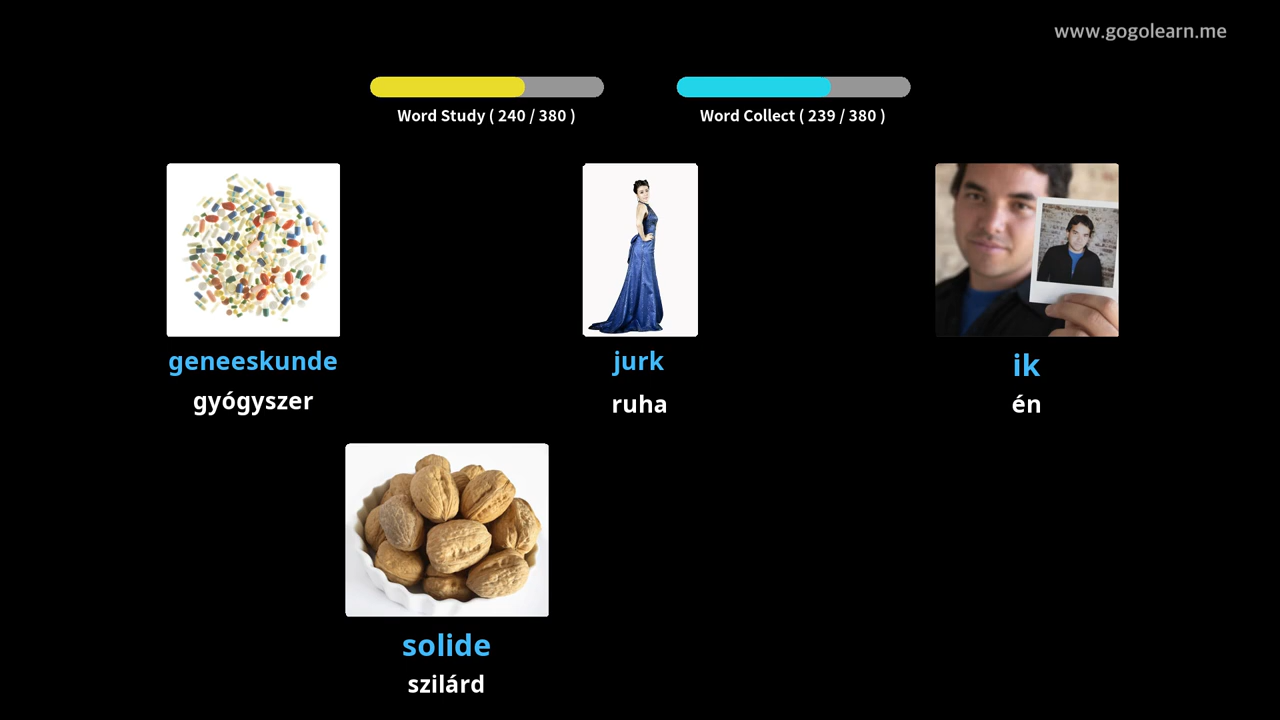 www.gogolearn.me
Word Study ( 240 / 380 )
Word Collect ( 239 / 380 )
geneeskunde
gyógyszer
jurk
ruha
ik
én
solide
szilárd